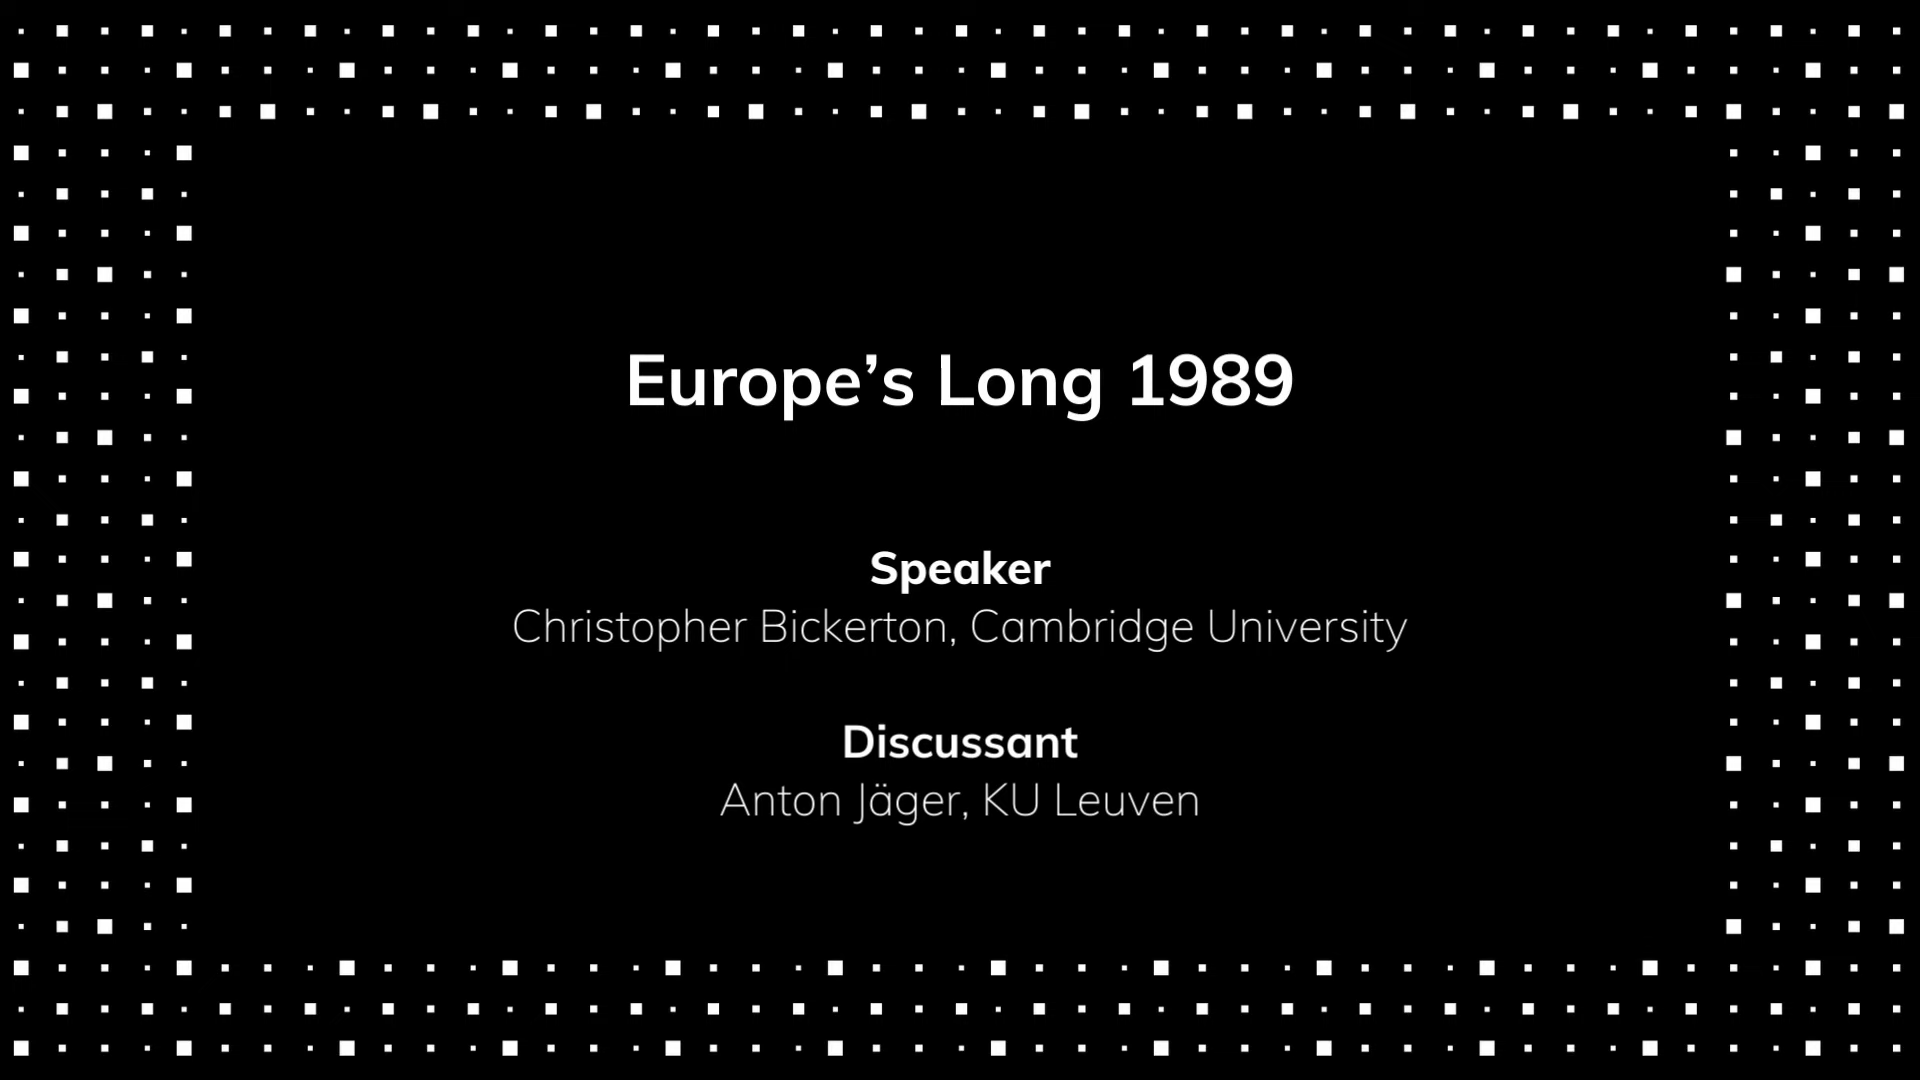 Europe’s Long 1989
Speaker
Christopher Bickerton, Cambridge University
Discussant
Anton Jäger, KU Leuven